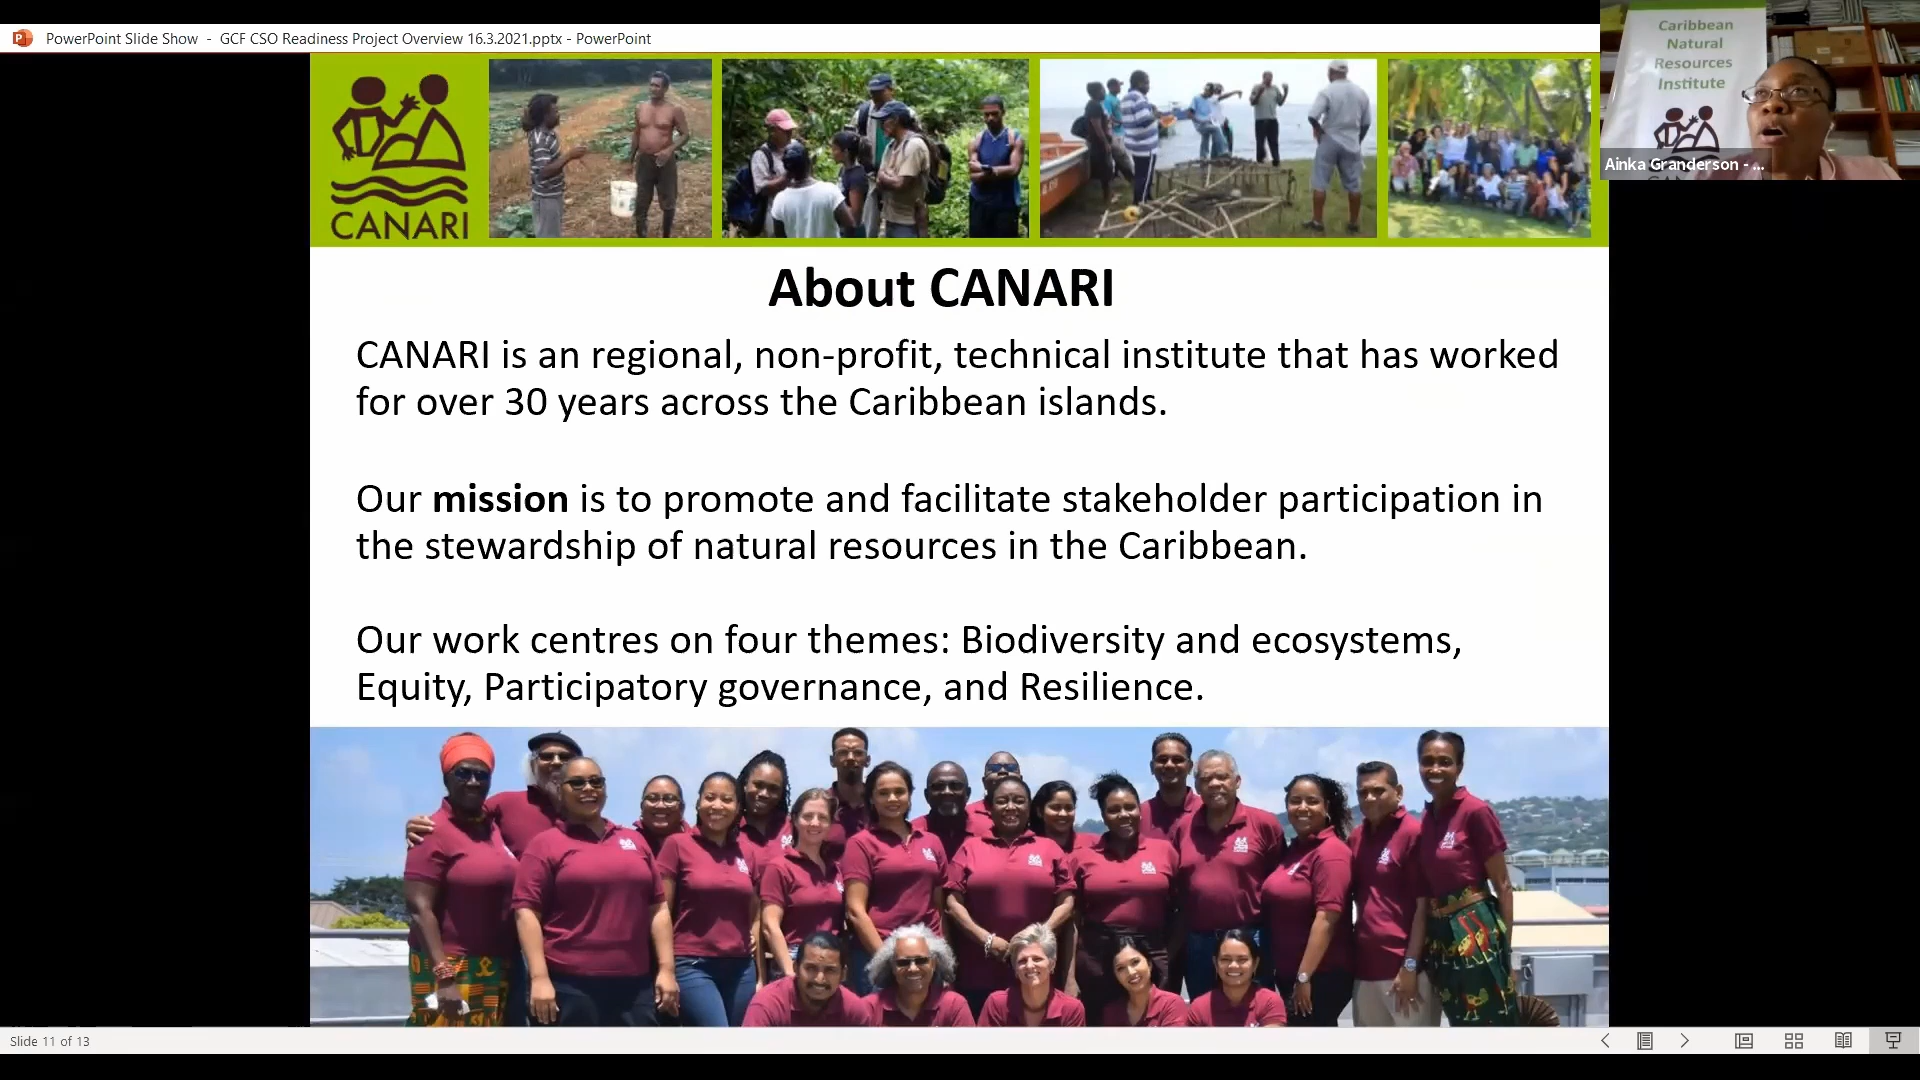 PowerPoint Slide Show - GCF CSO Readiness Project Overview 16.3.2021.pptx - PowerPoint
Caribbean
Natural
Resources
Institute
Ainka Granderson - ...
CANARI
About CANARI
CANARI is an regional, non-profit, technical institute that has worked
for over 30 years across the Caribbean islands.
Our mission is to promote and facilitate stakeholder participation in
the stewardship of natural resources in the Caribbean.
Our work centres on four themes: Biodiversity and ecosystems,
Equity, Participatory governance, and Resilience.
Slide 11 of 13